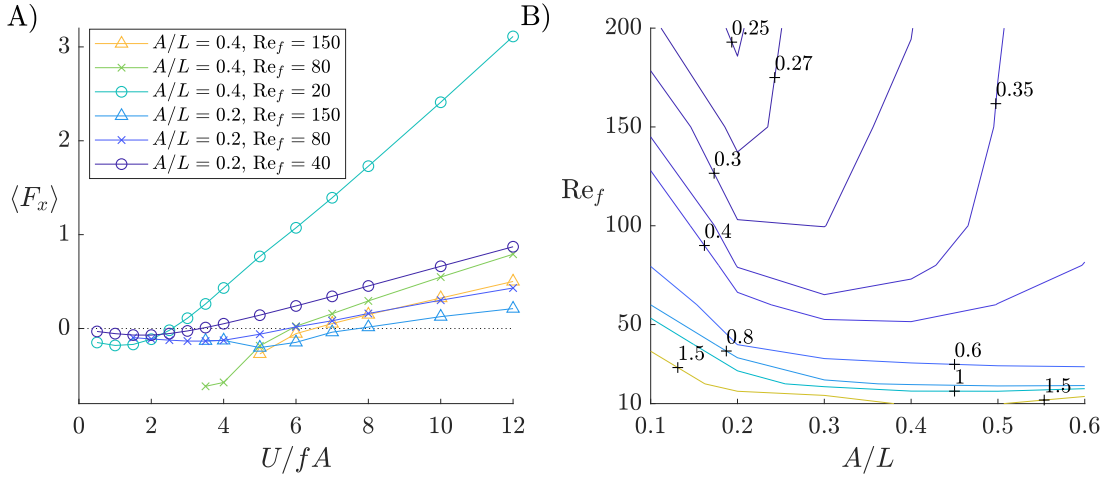 A)
3
2
1
0
⟨F_x⟩
A/L = 0.4, Re_f = 150
A/L = 0.4, Re_f = 80
A/L = 0.4, Re_f = 20
A/L = 0.2, Re_f = 150
A/L = 0.2, Re_f = 80
A/L = 0.2, Re_f = 40
0 2 4 6 8 10 12
U/fA
B)
200
150
100
50
10
Re_f
0.25
0.27
0.35
0.3
0.4
0.8
0.6
1.5
1
1.5
0.1 0.2 0.3 0.4 0.5 0.6
A/L